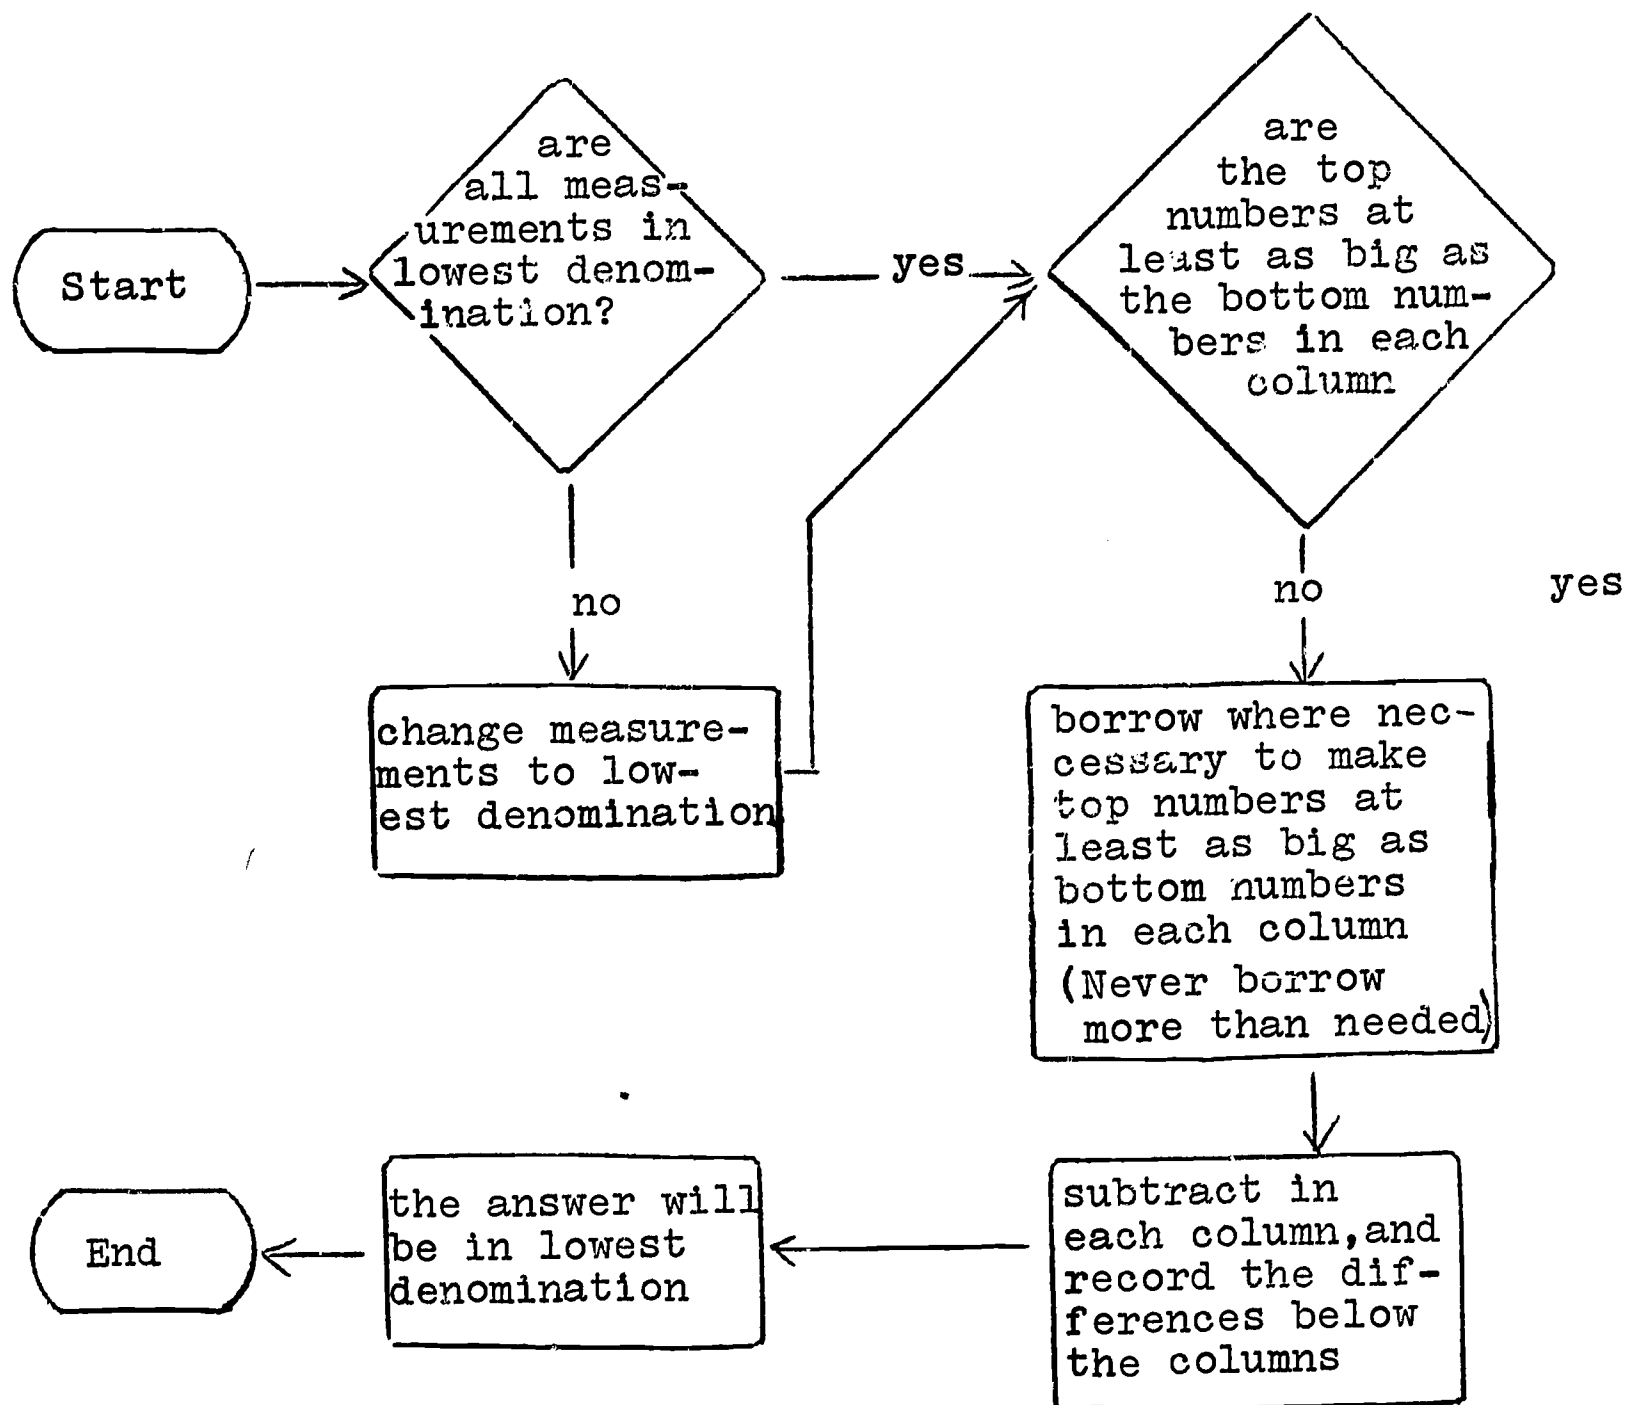 Start
are
all meas-
urements in
lowest denom-
ination?
yes
are
the top
numbers at
least as big as
the bottom num-
bers in each
column
no
change measure-
ments to low-
est denomination
no
yes
borrow where nec-
cessary to make
top numbers at
least as big as
bottom numbers
in each column
(Never borrow
more than needed)
subtract in
each column,and
record the dif-
ferences below
the columns
the answer will
be in lowest
denomination
End